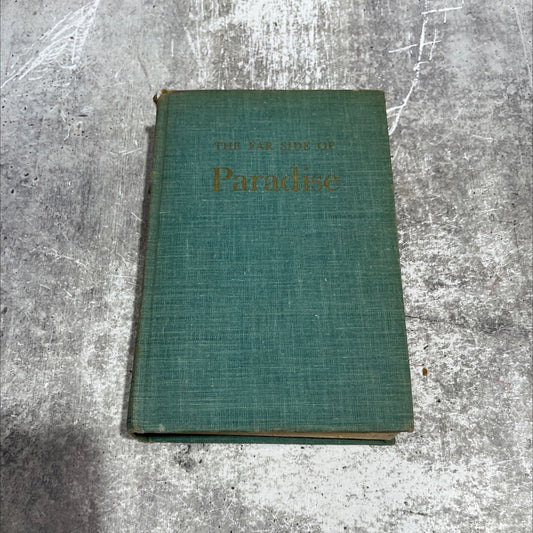 THE FAR SIDE OF
Paradise